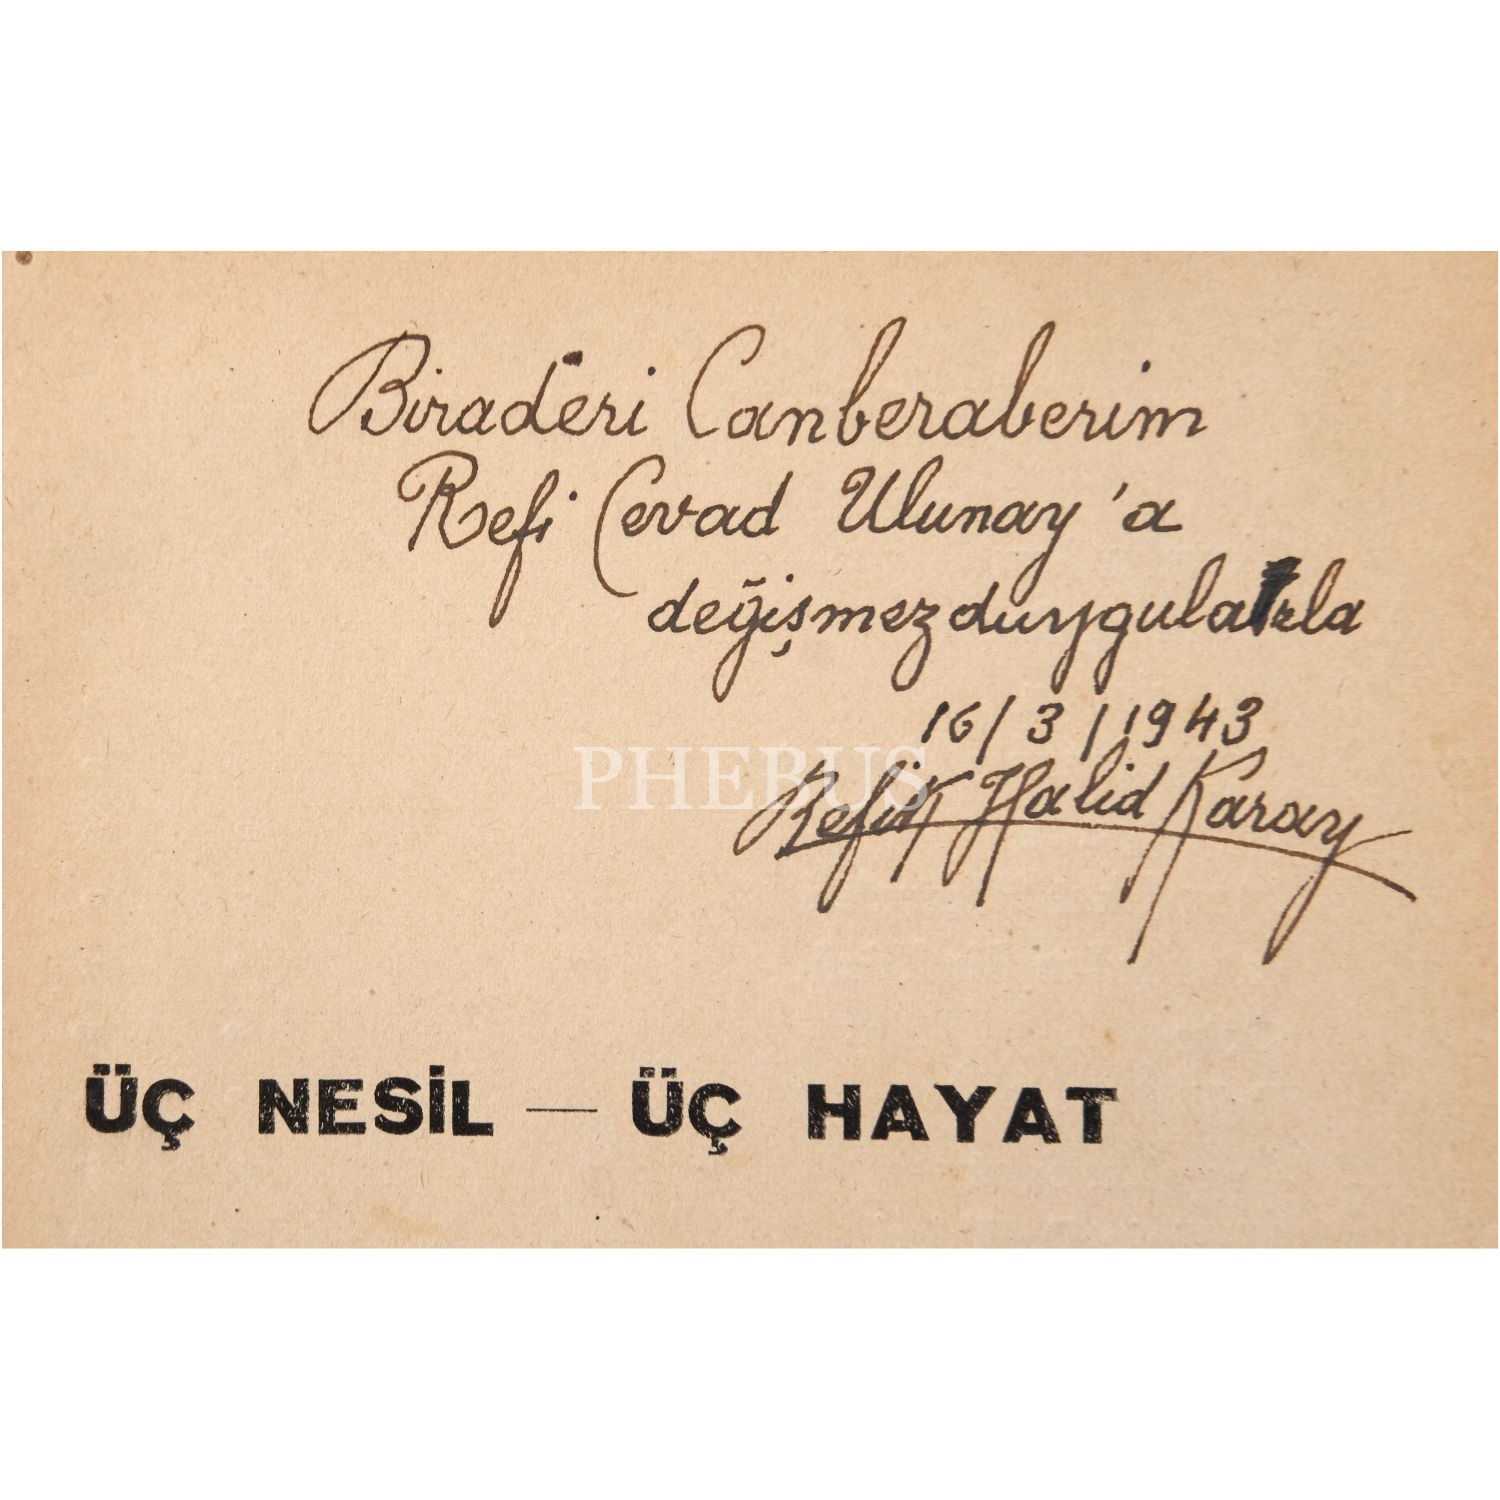 Biraderi Canberaberim
Refi Cevad Ulunay'a
değişmez duygularla
16/3/1943
PHEBUS
Refik Halid Karay
ÜÇ NESİL — ÜÇ HAYAT